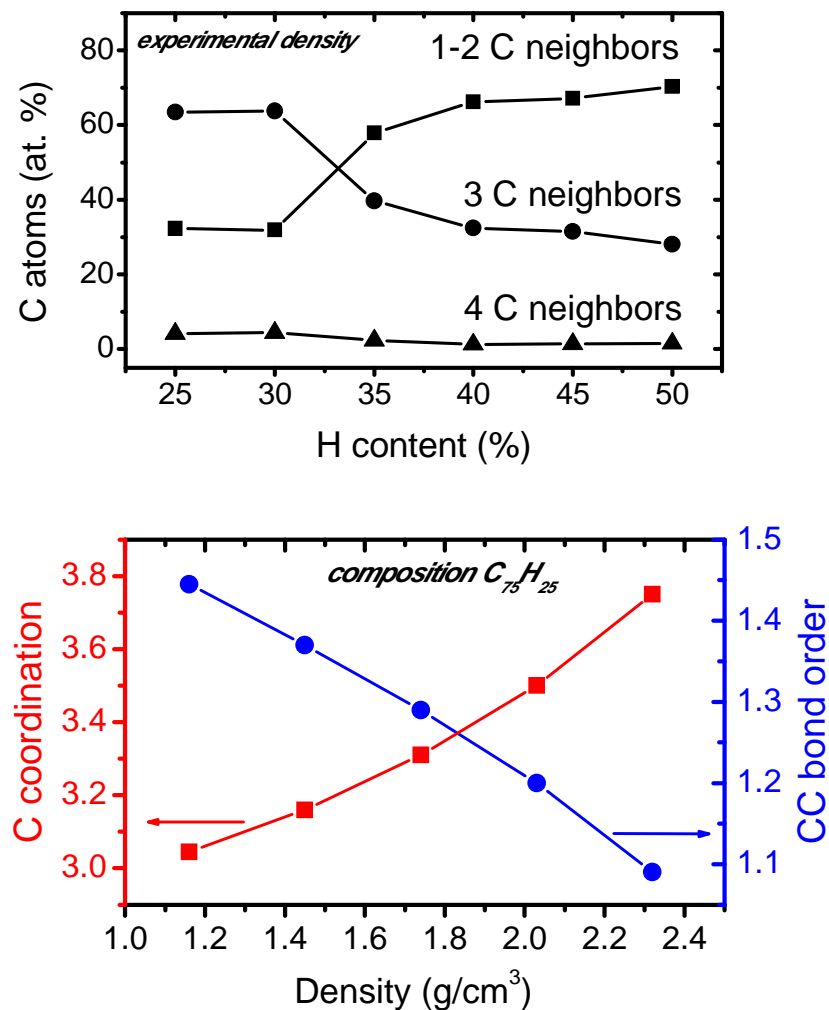 experimental density
1-2 C neighbors
3 C neighbors
4 C neighbors
C atoms (at. %)
80
60
40
20
0
25 30 35 40 45 50
H content (%)
composition C₇₅H₂₅
C coordination
3.8
3.6
3.4
3.2
3.0
1.5
1.4
1.3
1.2
1.1
CC bond order
1.0 1.2 1.4 1.6 1.8 2.0 2.2 2.4
Density (g/cm³)